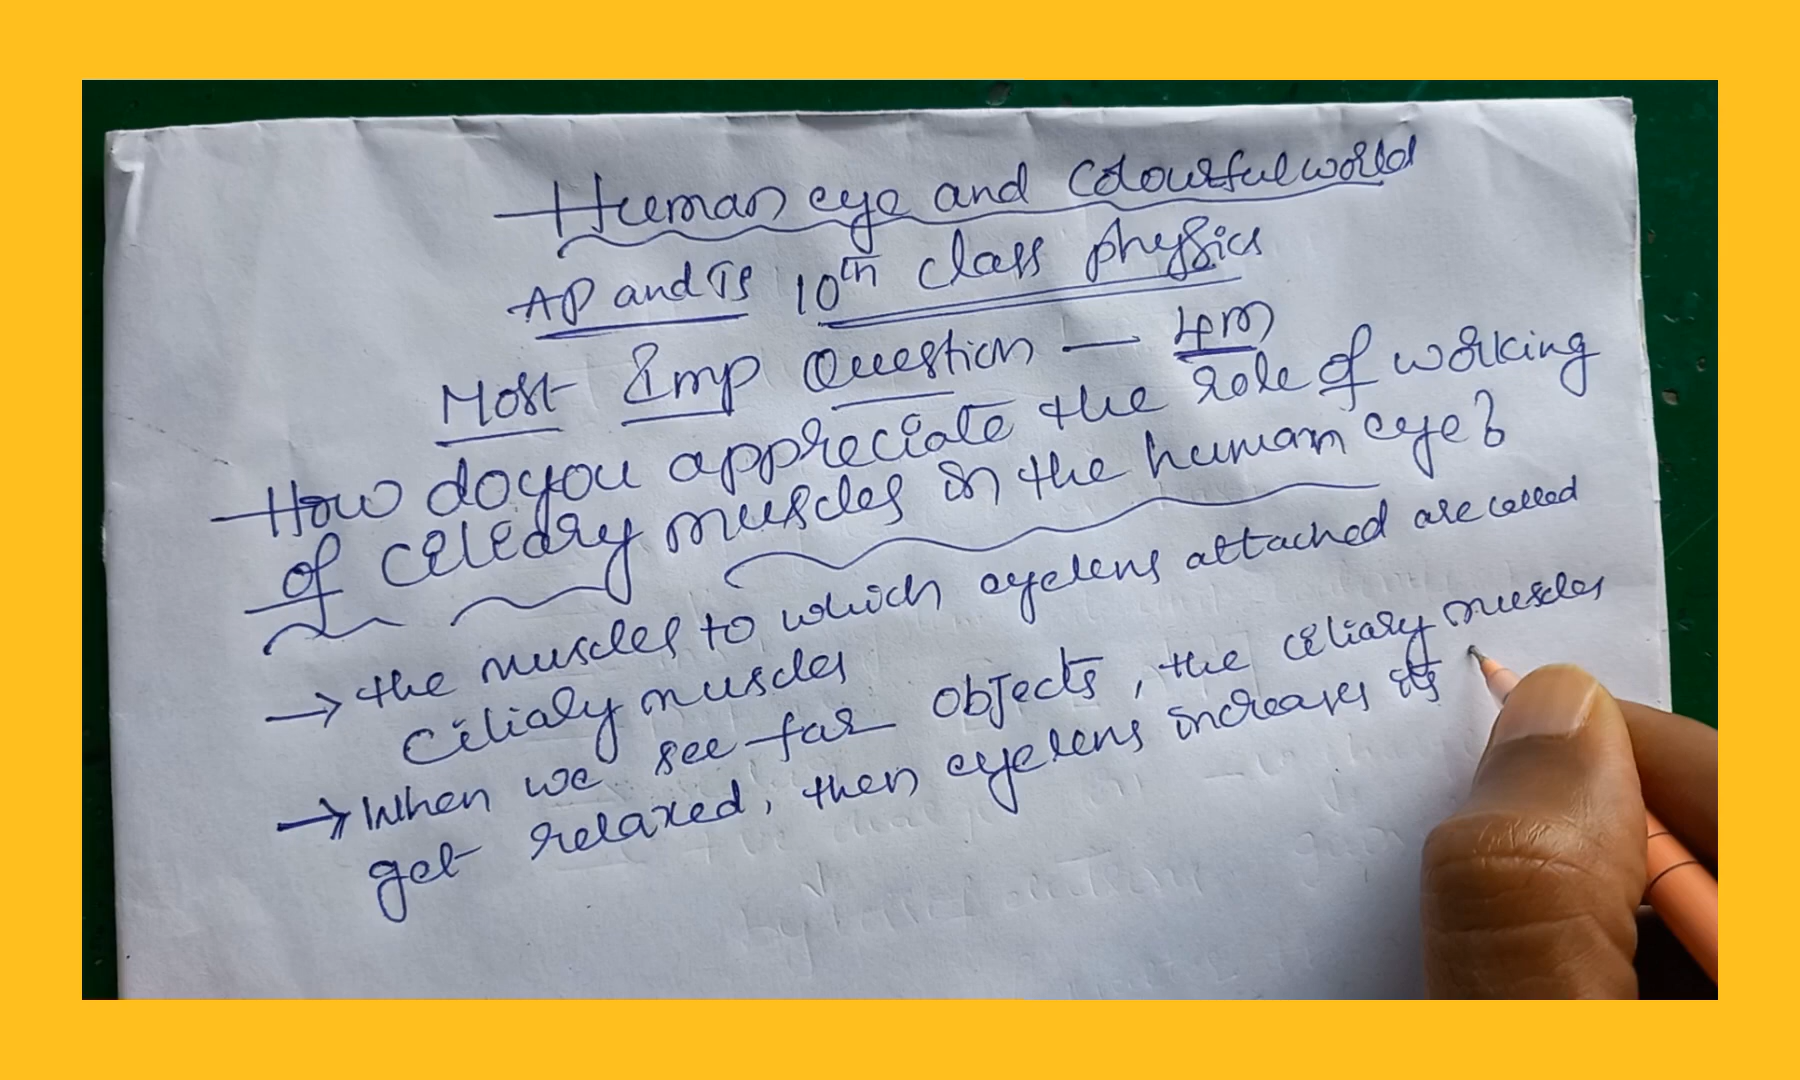 Human eye and Colourful world
AP and TS 10th class physics
Most Imp Question — 4m
How do you appreciate the role of working
of ciliary muscles in the human eye?
→ the muscles to which eyelens attached are called
Ciliary muscles
→ When we see far objects, the ciliary muscles
get relaxed, then eyelens increases its